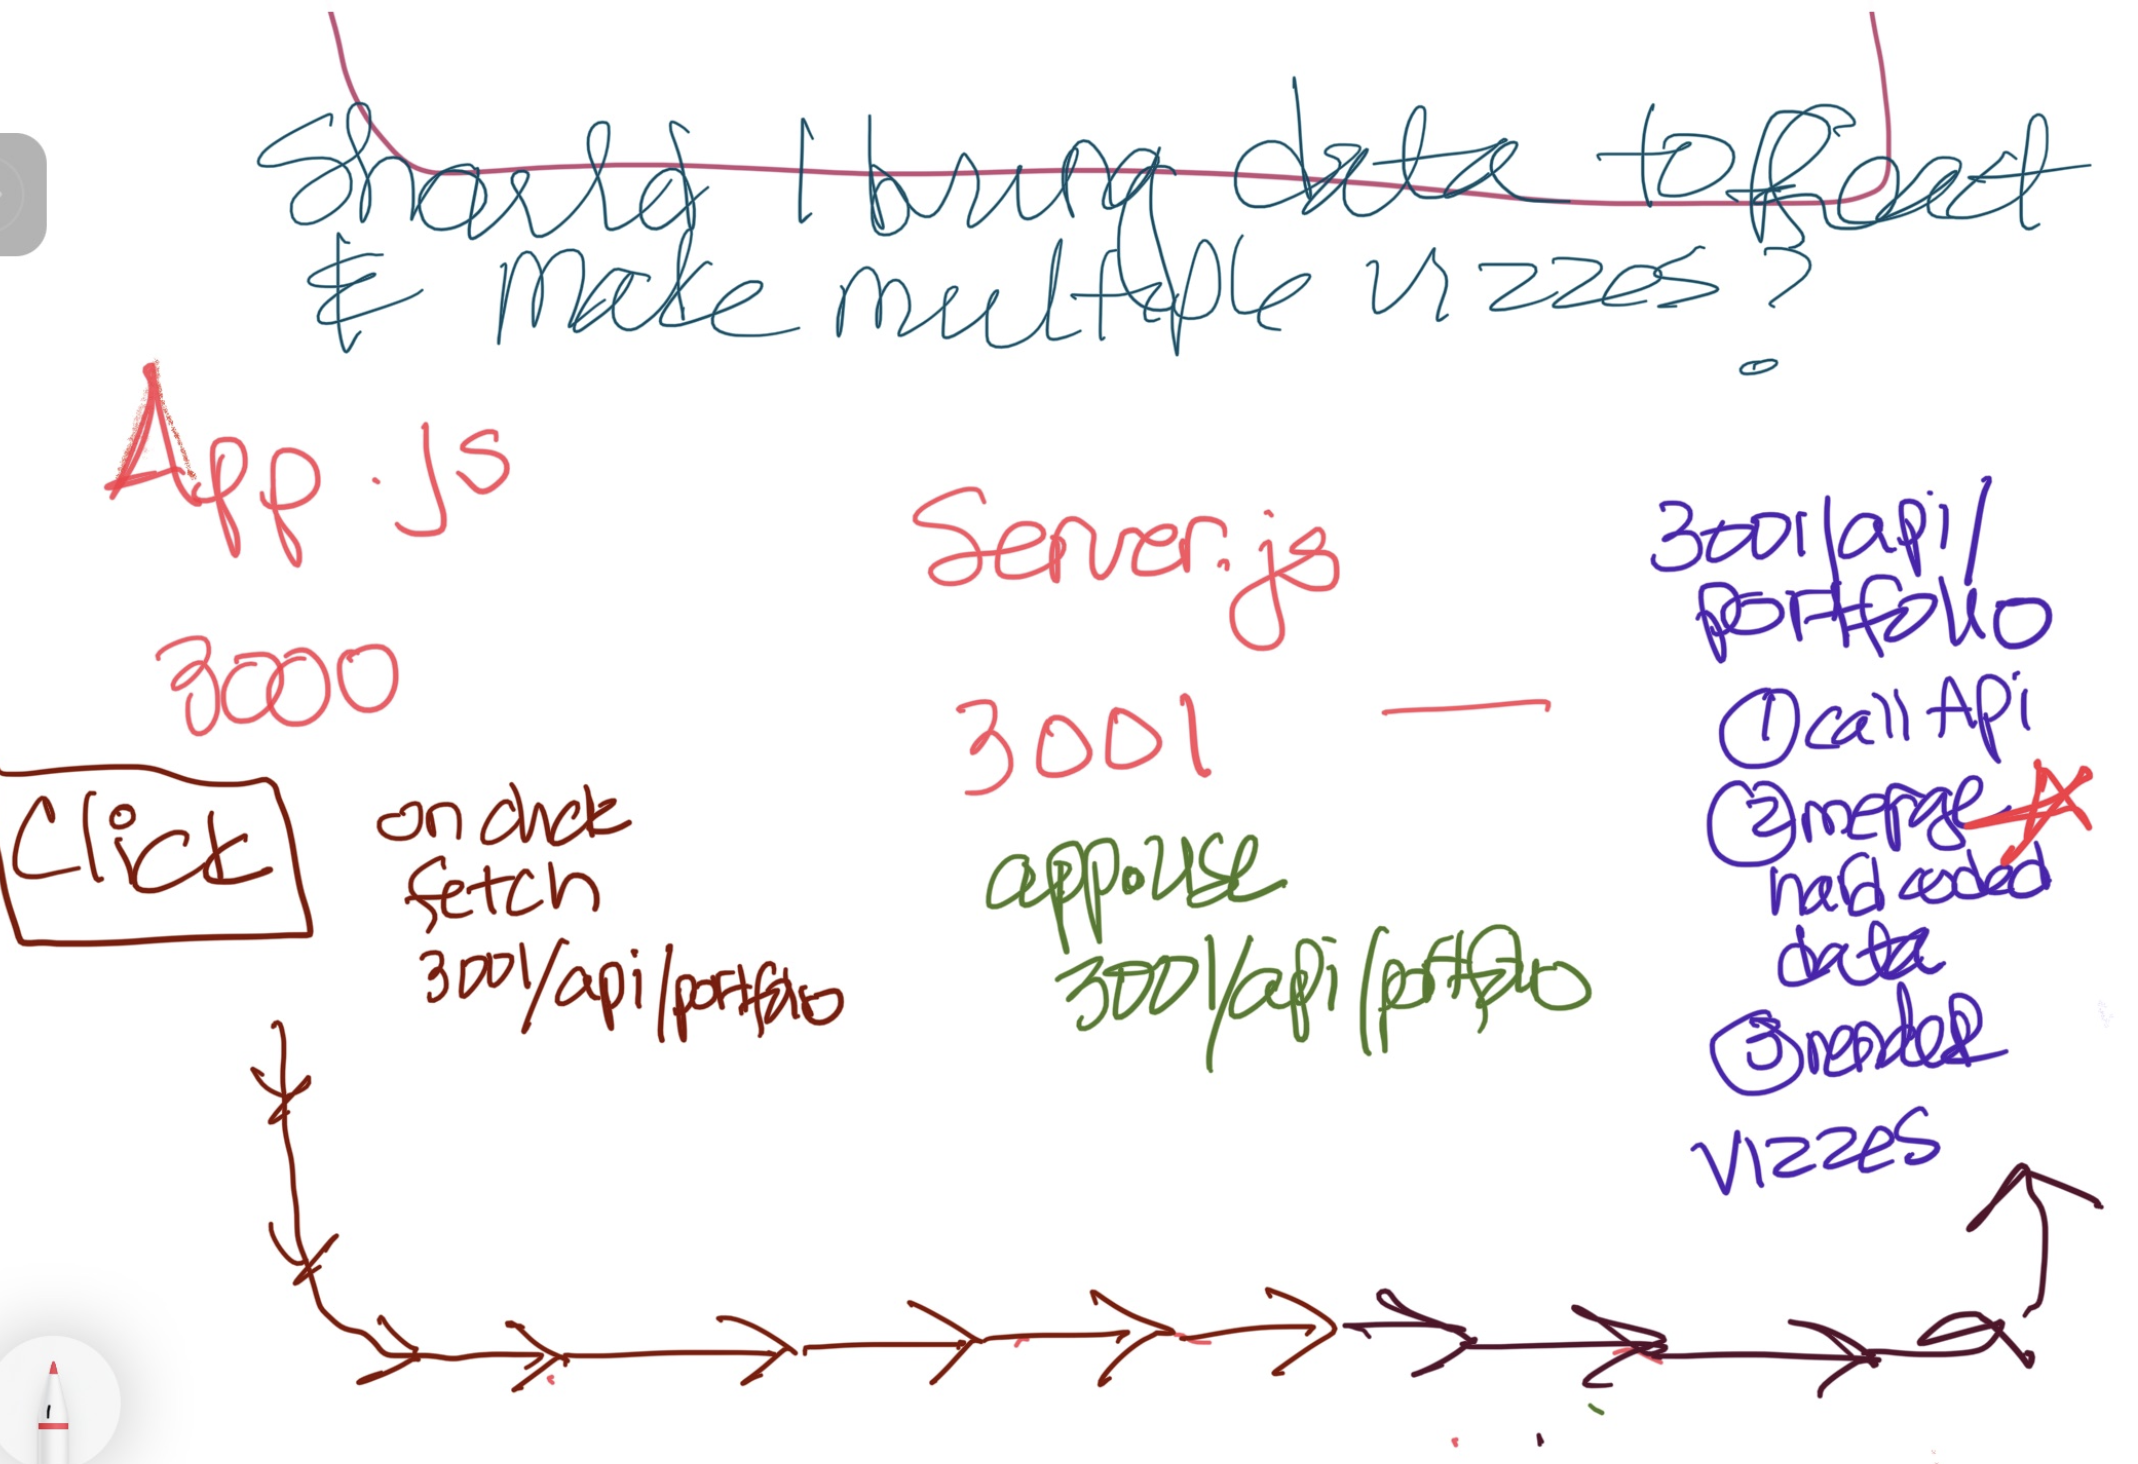 Should I bring data to front
& make multiple vizzes?
App.js
3000
Click
on click
fetch
3001/api/portfolio
Server.js
3001
app.use
3001/api/portfolio
3001/api/
portfolio
① call Api
② merge
hard coded
data
③ render
vizzes